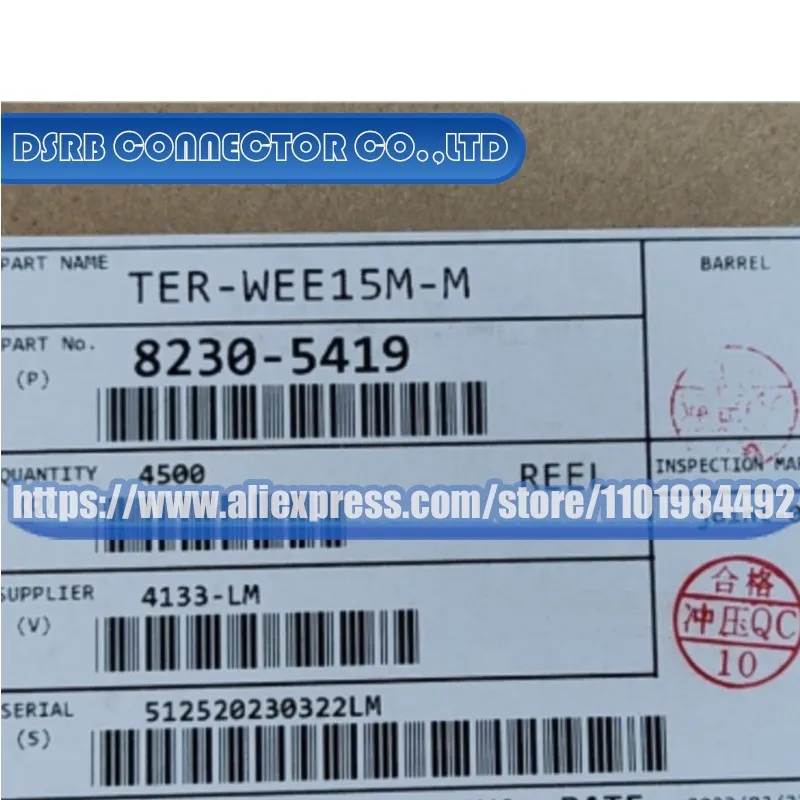 DSRB CONNECTOR CO.,LTD
PART NAME TER-WEE15M-M BARREL
PART No. 8230-5419
(P)
QUANTITY 4500 REEL INSPECTION
https://www.aliexpress.com/store/1101984492
SUPPLIER 4133-LM
(V)
合格
冲压QC
10
SERIAL 512520230322LM
(S)
DATE